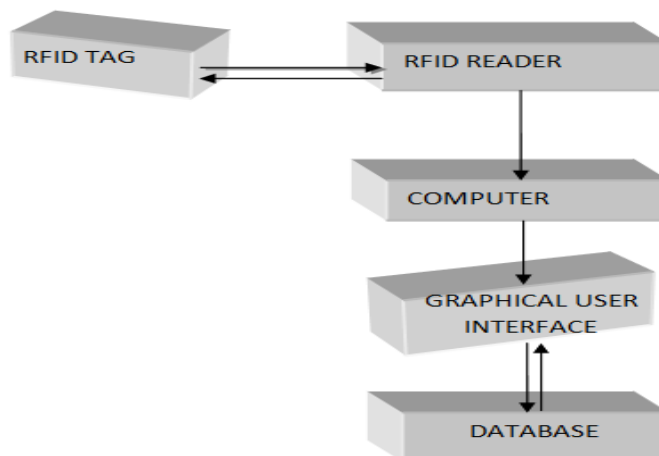 RFID TAG
RFID READER
COMPUTER
GRAPHICAL USER
INTERFACE
DATABASE